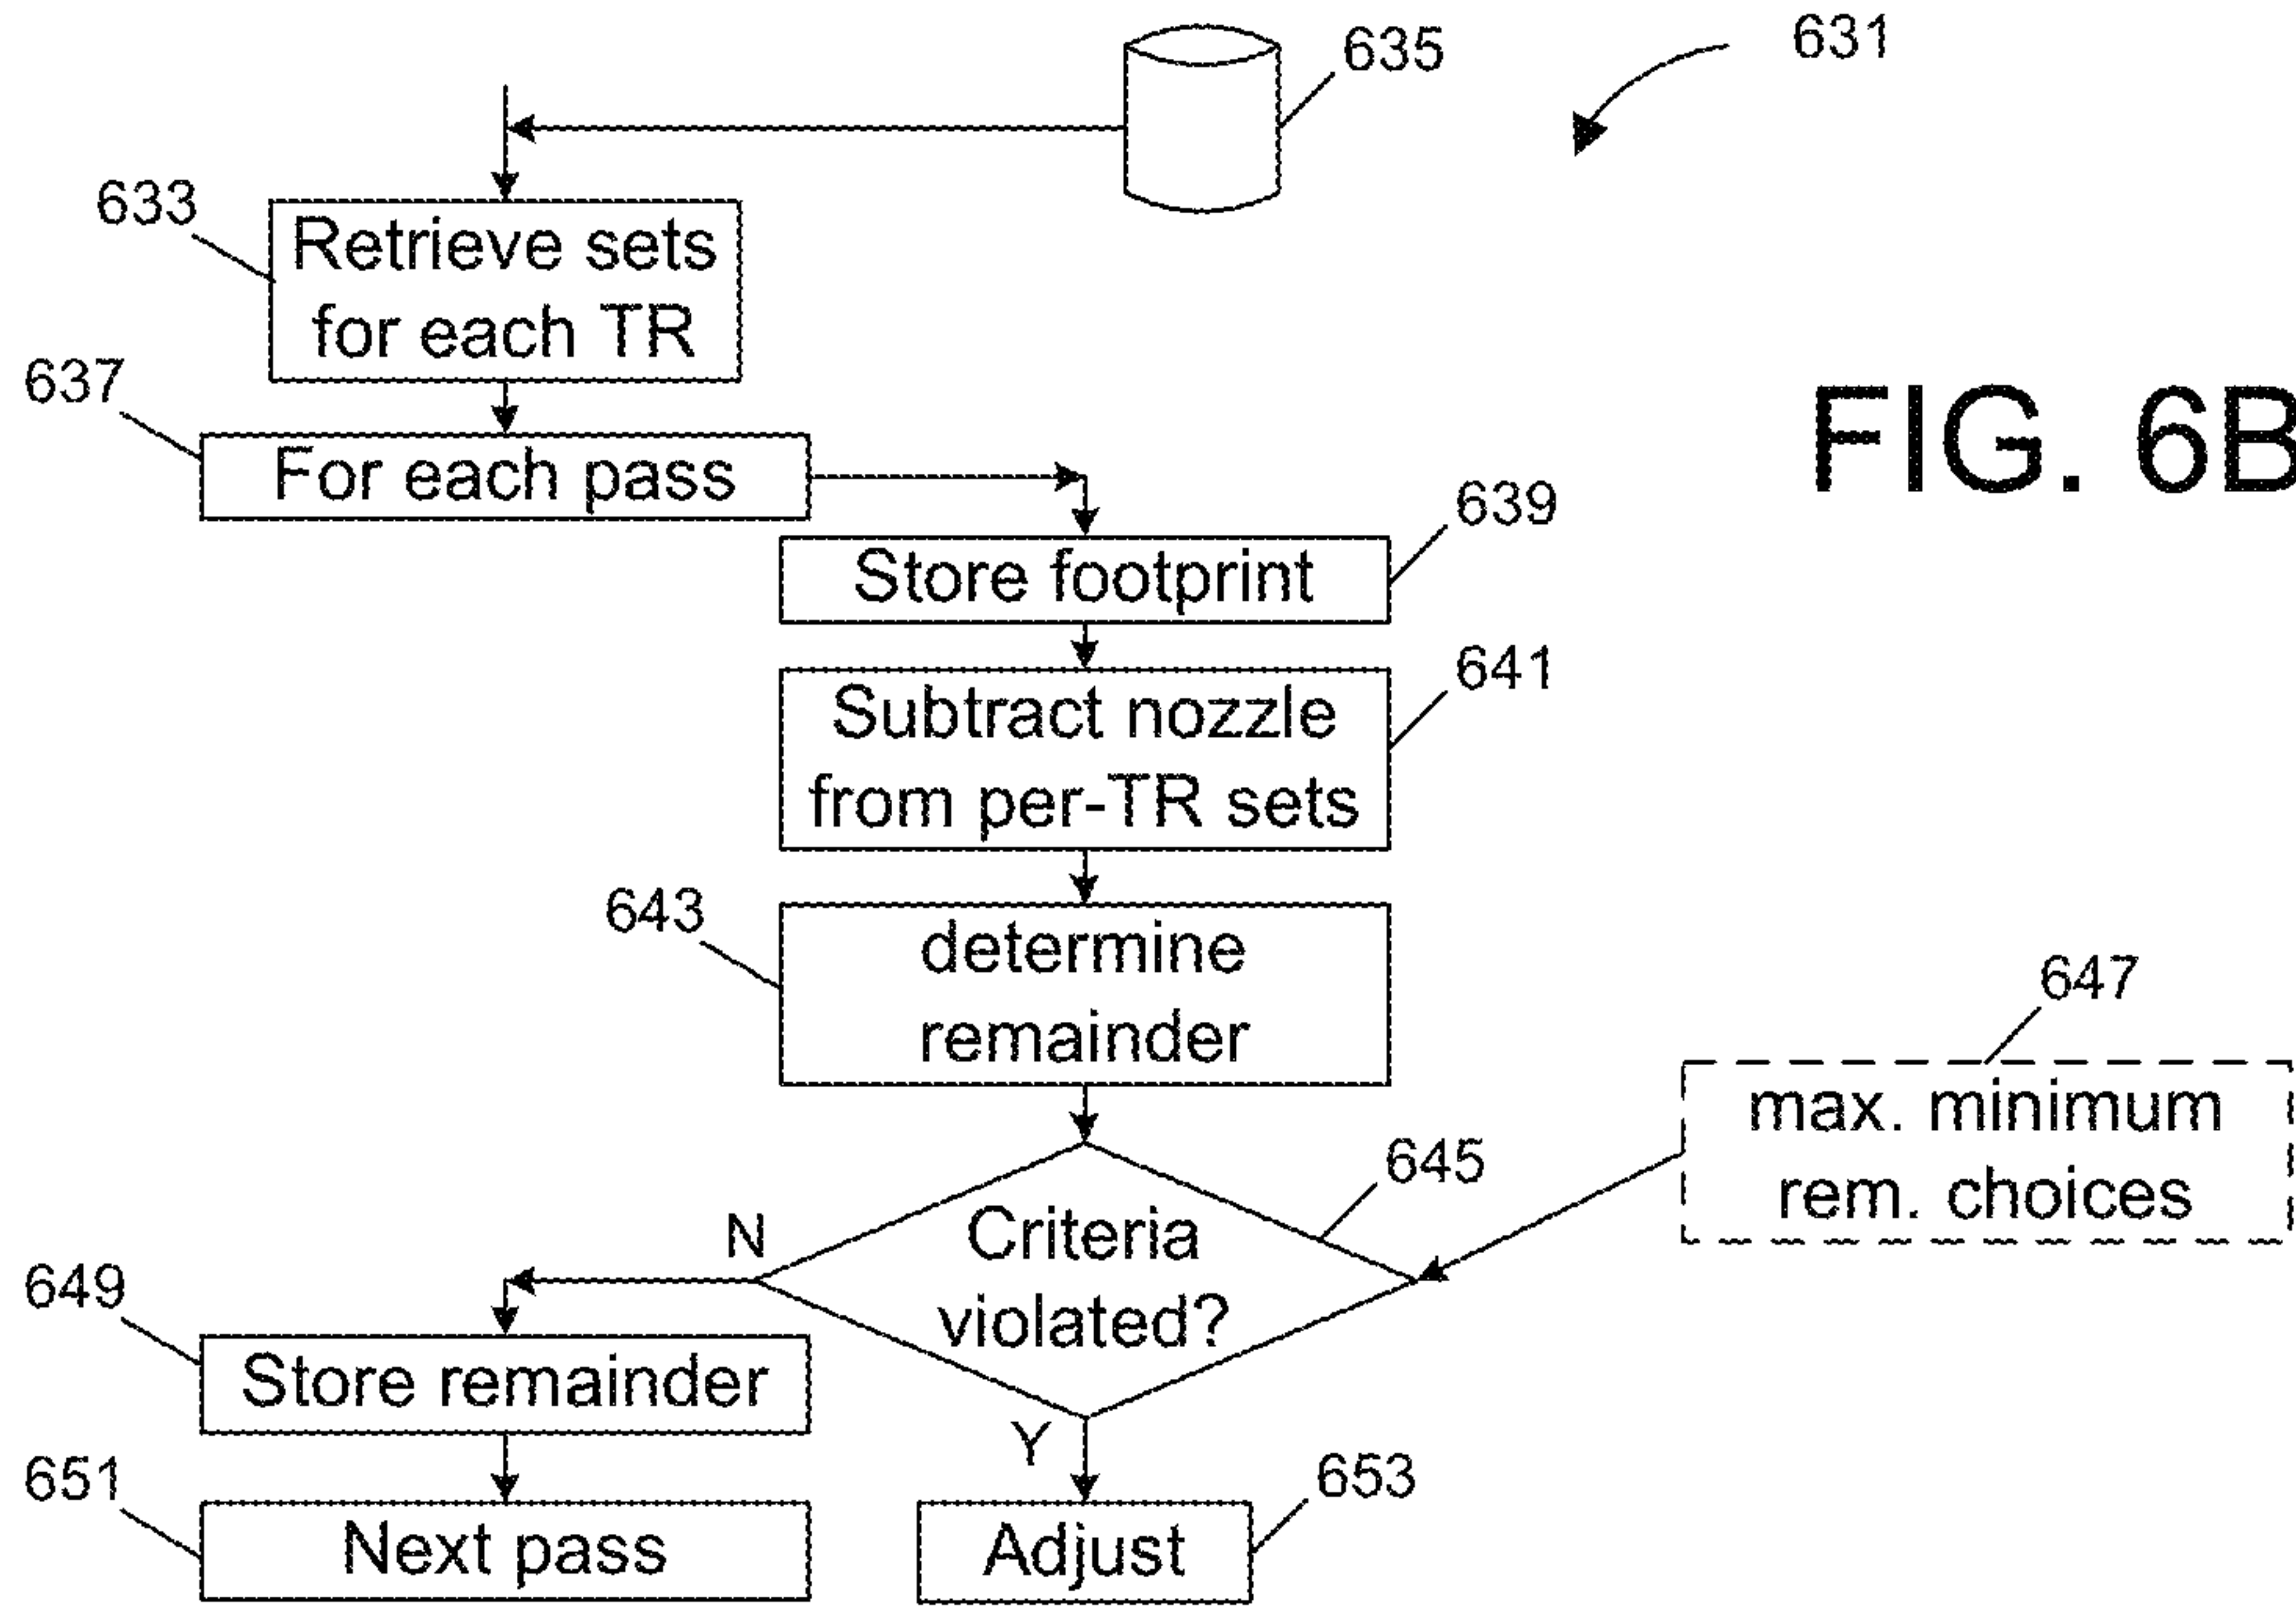 635
631
633
Retrieve sets
for each TR
637
For each pass
FIG. 6B
639
Store footprint
641
Subtract nozzle
from per-TR sets
643
determine
remainder
647
max. minimum
rem. choices
645
Criteria
violated?
N
Y
649
Store remainder
651
Next pass
653
Adjust